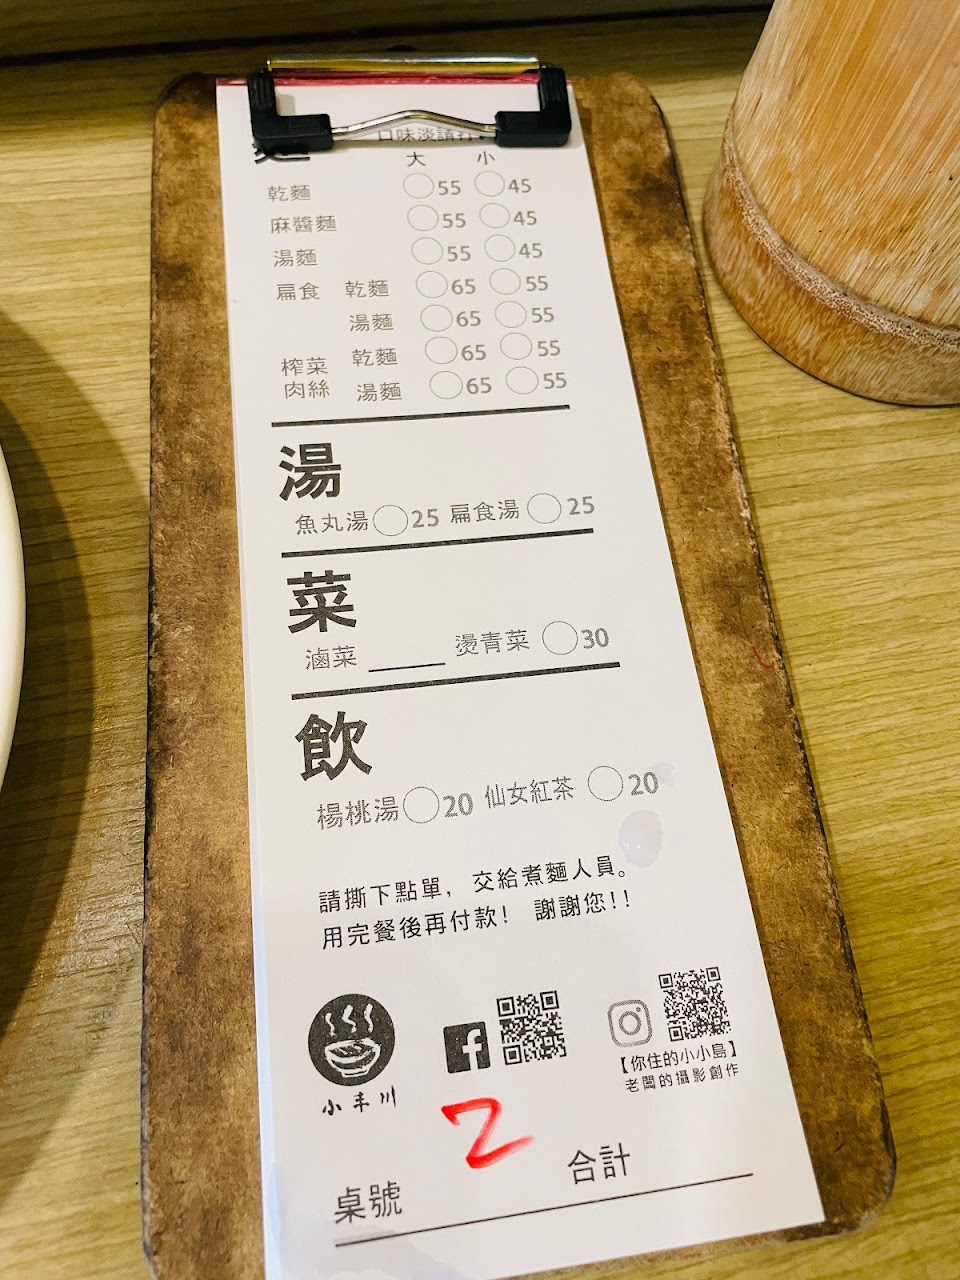 口味淡請
麵 大 小
乾麵 55 45
麻醬麵 55 45
湯麵 55 45
扁食 乾麵 65 55
湯麵 65 55
榨菜肉絲 乾麵 65 55
湯麵 65 55
湯
魚丸湯 25 扁食湯 25
菜
滷菜 燙青菜 30
飲
楊桃湯 20 仙女紅茶 20
請撕下點單，交給煮麵人員。
用完餐後再付款！ 謝謝您!!
【你住的小小島】
老闆的攝影創作
小丰川
2
桌號 合計